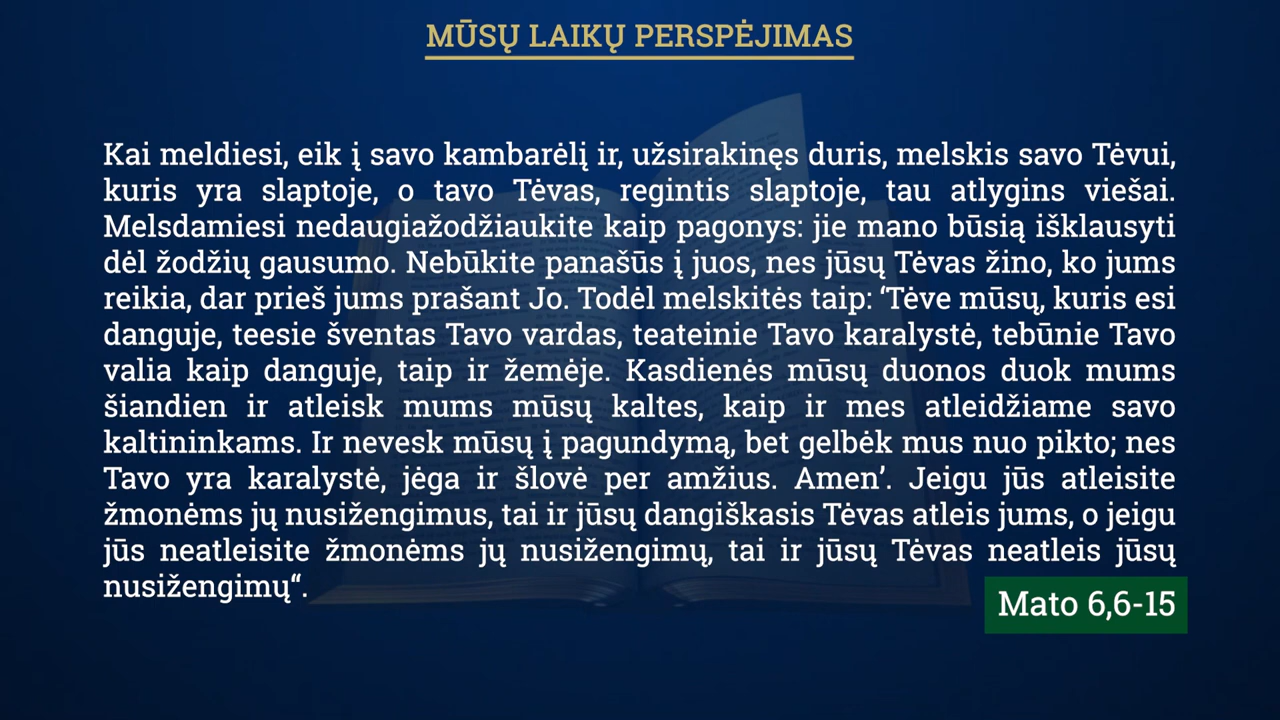 MŪSŲ LAIKŲ PERSPĖJIMAS
Kai meldiesi, eik į savo kambarėlį ir, užsirakinęs duris, melskis savo Tėvui,
kuris yra slaptoje, o tavo Tėvas, regintis slaptoje, tau atlygins viešai.
Melsdamiesi nedaugiažodžiaukite kaip pagonys: jie mano būsią išklausyti
dėl žodžių gausumo. Nebūkite panašūs į juos, nes jūsų Tėvas žino, ko jums
reikia, dar prieš jums prašant Jo. Todėl melskitės taip: ‘Tėve mūsų, kuris esi
danguje, teesie šventas Tavo vardas, teateinie Tavo karalystė, tebūnie Tavo
valia kaip danguje, taip ir žemėje. Kasdienės mūsų duonos duok mums
šiandien ir atleisk mums mūsų kaltes, kaip ir mes atleidžiame savo
kaltininkams. Ir nevesk mūsų į pagundymą, bet gelbėk mus nuo pikto; nes
Tavo yra karalystė, jėga ir šlovė per amžius. Amen’. Jeigu jūs atleisite
žmonėms jų nusižengimus, tai ir jūsų dangiškasis Tėvas atleis jums, o jeigu
jūs neatleisite žmonėms jų nusižengimų, tai ir jūsų Tėvas neatleis jūsų
nusižengimų“.
Mato 6,6-15